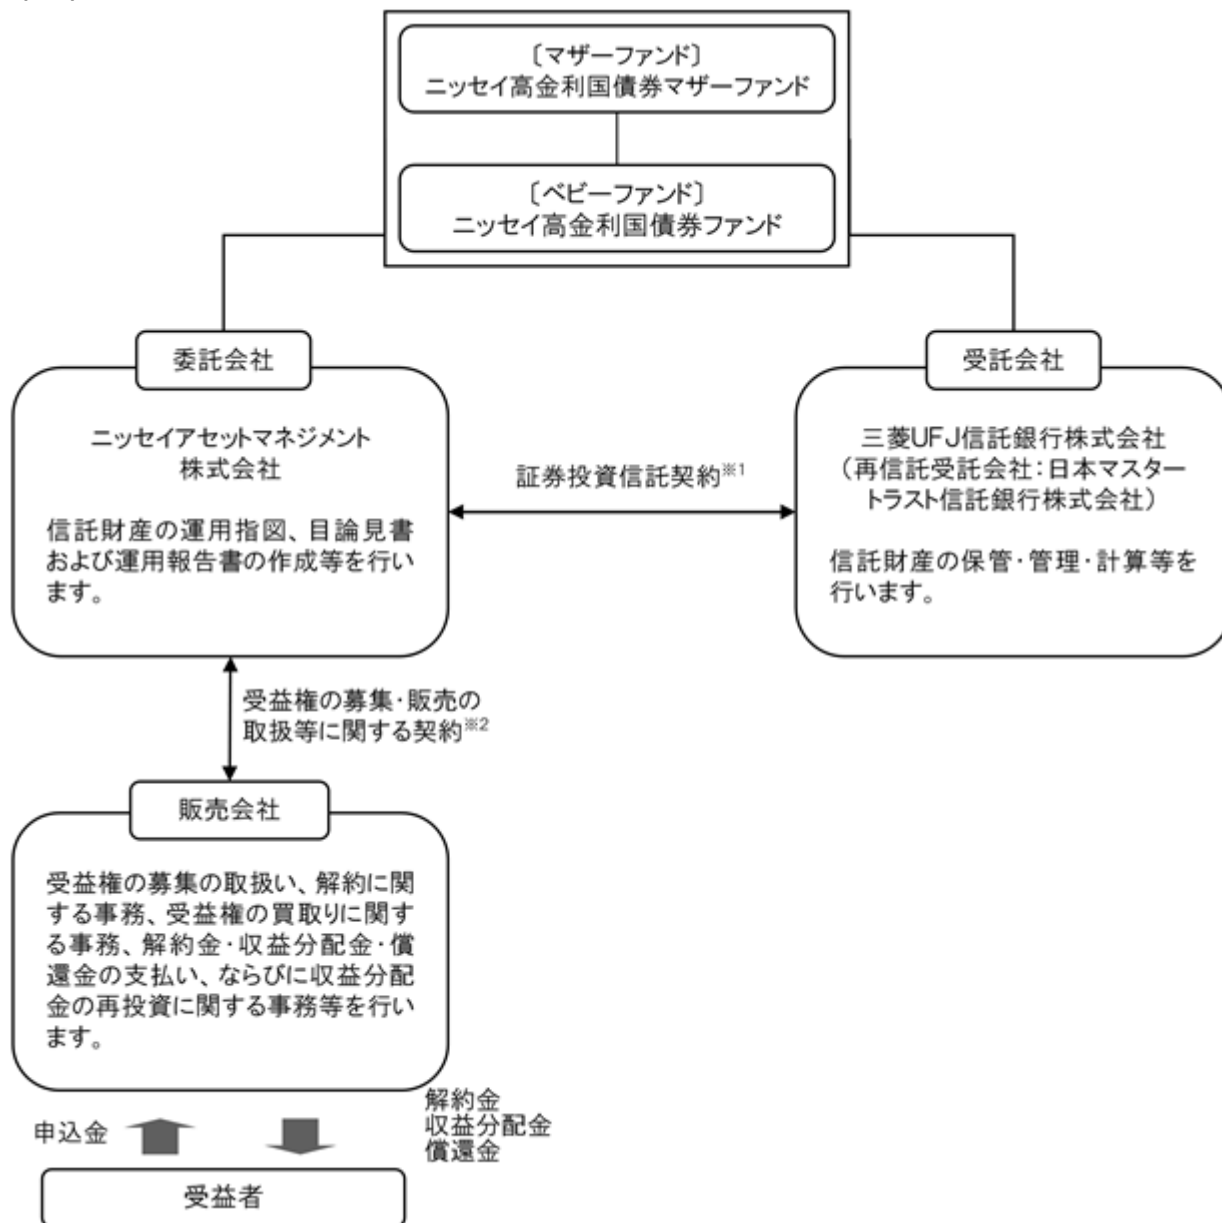 〔マザーファンド〕
ニッセイ高金利国債券マザーファンド
〔ベビーファンド〕
ニッセイ高金利国債券ファンド
委託会社
ニッセイアセットマネジメント
株式会社
信託財産の運用指図、目論見書
および運用報告書の作成等を行い
ます。
証券投資信託契約※1
受託会社
三菱UFJ信託銀行株式会社
（再信託受託会社：日本マスター
トラスト信託銀行株式会社）
信託財産の保管・管理・計算等を
行います。
受益権の募集・販売の
取扱等に関する契約※2
販売会社
受益権の募集の取扱い、解約に関
する事務、受益権の買取りに関す
る事務、解約金・収益分配金・償
還金の支払い、ならびに収益分配
金の再投資に関する事務等を行い
ます。
申込金
解約金
収益分配金
償還金
受益者